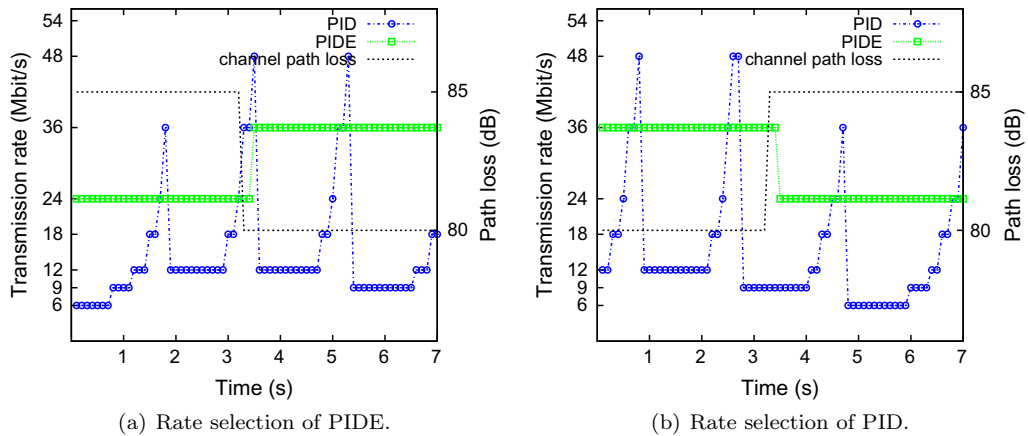 54
48
36
24
12
9
6
Transmission rate (Mbit/s)
PID
PIDE
channel path loss
85
80
Path loss (dB)
1 2 3 4 5 6 7
Time (s)
(a) Rate selection of PIDE.
54
48
36
24
12
9
6
Transmission rate (Mbit/s)
PID
PIDE
channel path loss
85
80
Path loss (dB)
1 2 3 4 5 6 7
Time (s)
(b) Rate selection of PID.